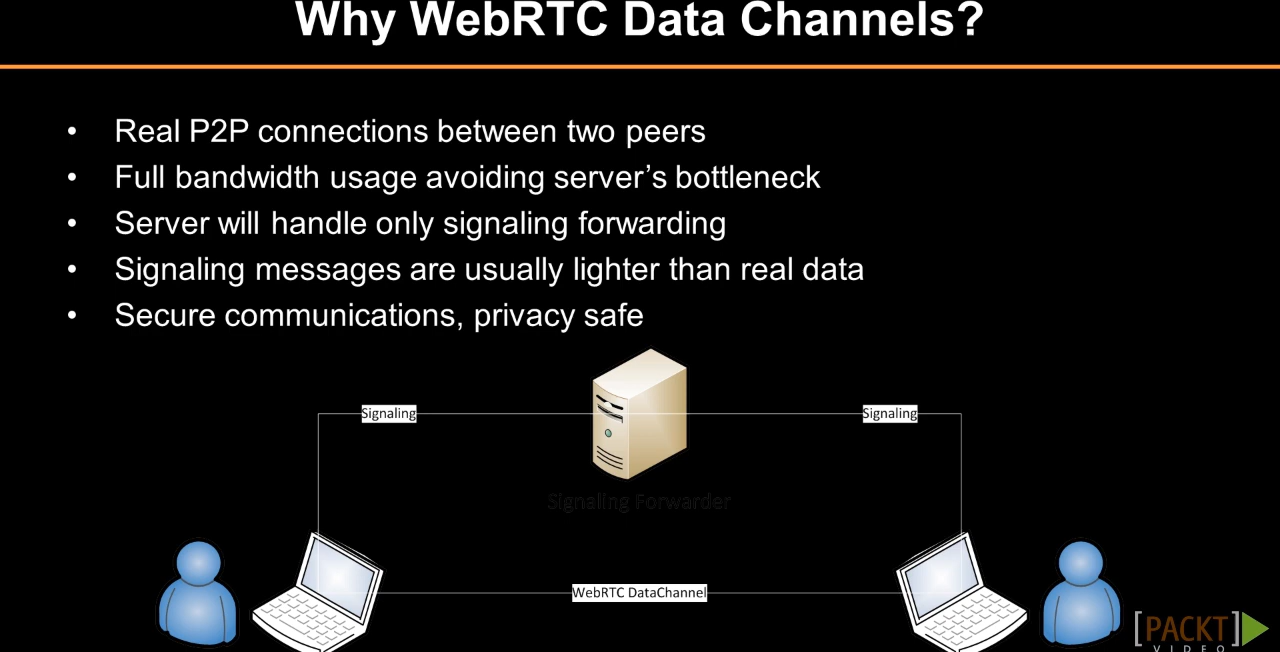 Why WebRTC Data Channels?
• Real P2P connections between two peers
• Full bandwidth usage avoiding server’s bottleneck
• Server will handle only signaling forwarding
• Signaling messages are usually lighter than real data
• Secure communications, privacy safe
Signaling
Signaling
Signaling Forwarder
WebRTC DataChannel
[PACKT]
VIDEO